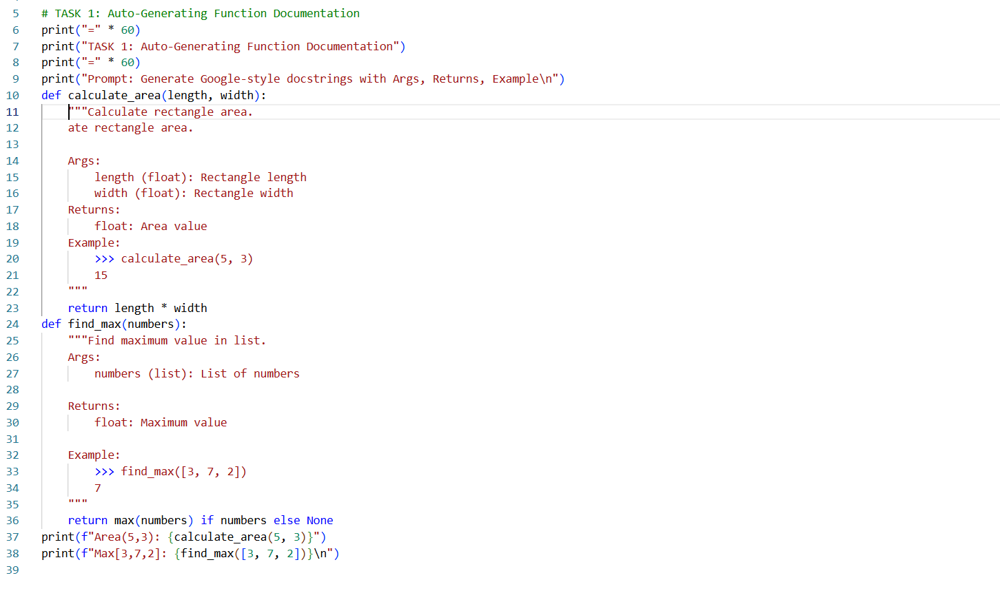 5 # TASK 1: Auto-Generating Function Documentation
6 print("=" * 60)
7 print("TASK 1: Auto-Generating Function Documentation")
8 print("=" * 60)
9 print("Prompt: Generate Google-style docstrings with Args, Returns, Example\n")
10 def calculate_area(length, width):
11     """Calculate rectangle area.
12     ate rectangle area.
13
14     Args:
15         length (float): Rectangle length
16         width (float): Rectangle width
17     Returns:
18         float: Area value
19     Example:
20         >>> calculate_area(5, 3)
21         15
22     """
23     return length * width
24 def find_max(numbers):
25     """Find maximum value in list.
26     Args:
27         numbers (list): List of numbers
28
29     Returns:
30         float: Maximum value
31
32     Example:
33         >>> find_max([3, 7, 2])
34         7
35     """
36     return max(numbers) if numbers else None
37 print(f"Area(5,3): {calculate_area(5, 3)}")
38 print(f"Max[3,7,2]: {find_max([3, 7, 2])}\n")
39